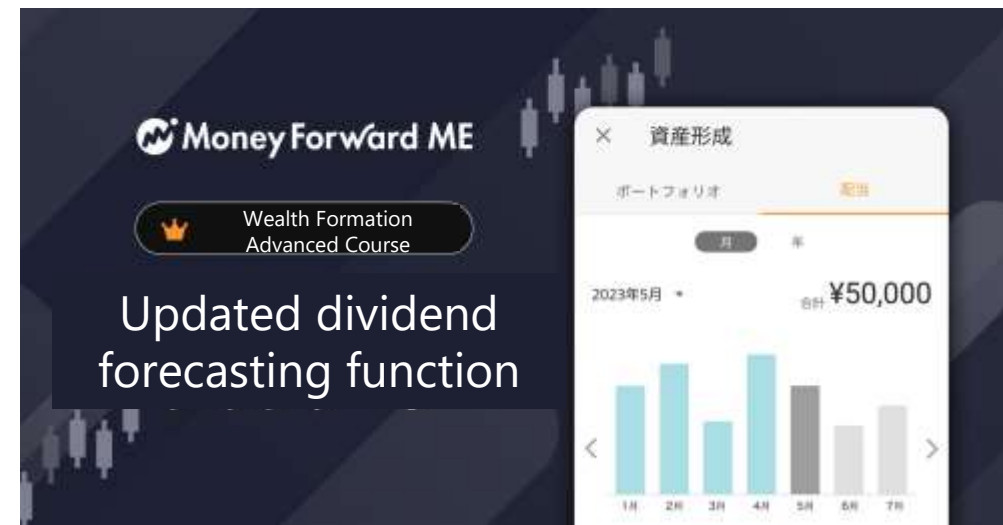 Money Forward ME
Wealth Formation
Advanced Course
Updated dividend
forecasting function
× 資産形成
ポートフォリオ 配当
月 年
2023年5月 合計 ¥50,000
1月 2月 3月 4月 5月 6月 7月